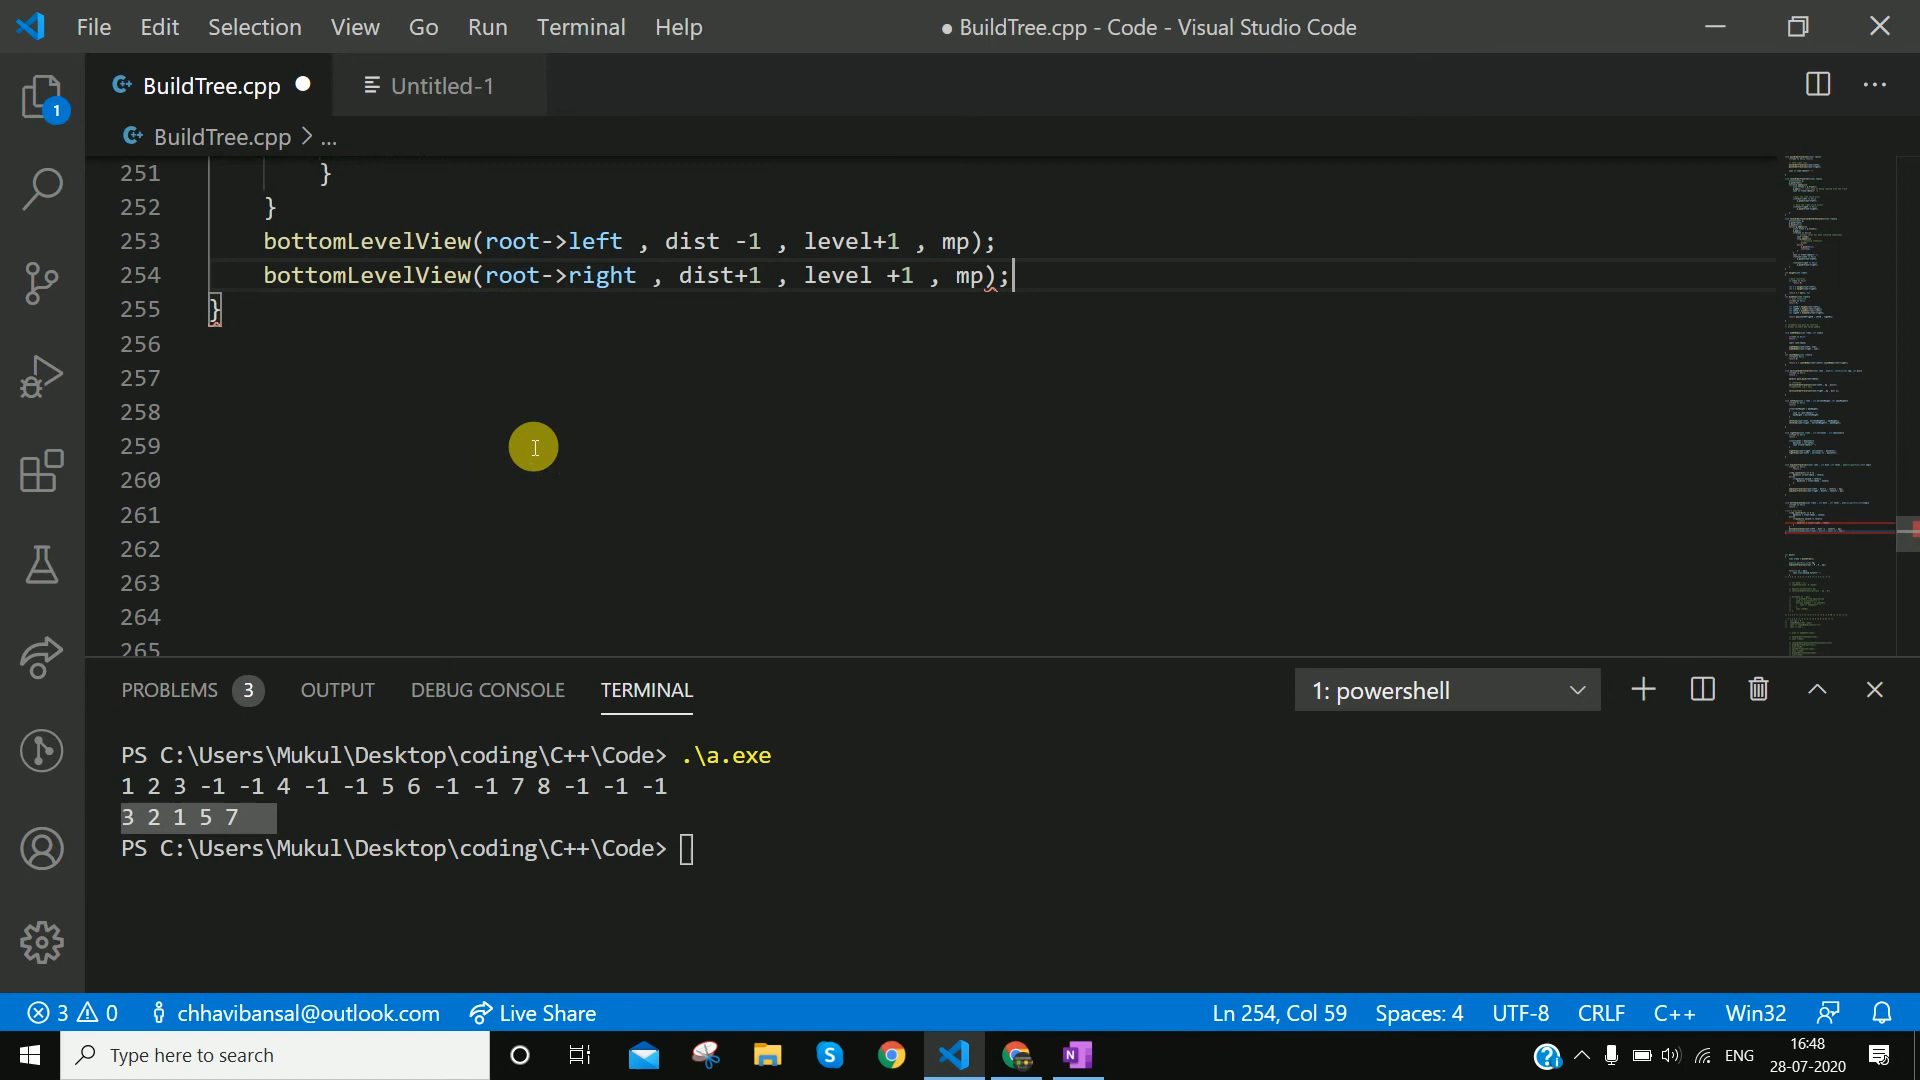 File Edit Selection View Go Run Terminal Help
● BuildTree.cpp - Code - Visual Studio Code
BuildTree.cpp ● Untitled-1
1
BuildTree.cpp > ...
251 }
252 }
253 bottomLevelView(root->left , dist -1 , level+1 , mp);
254 bottomLevelView(root->right , dist+1 , level +1 , mp);
255 }
256
257
258
259
260
261
262
263
264
265
PROBLEMS 3 OUTPUT DEBUG CONSOLE TERMINAL 1: powershell
PS C:\Users\Mukul\Desktop\coding\C++\Code> .\a.exe
1 2 3 -1 -1 4 -1 -1 5 6 -1 -1 7 8 -1 -1 -1
3 2 1 5 7
PS C:\Users\Mukul\Desktop\coding\C++\Code>
3 0 chhavibansal@outlook.com Live Share Ln 254, Col 59 Spaces: 4 UTF-8 CRLF C++ Win32
Type here to search
ENG
16:48
28-07-2020